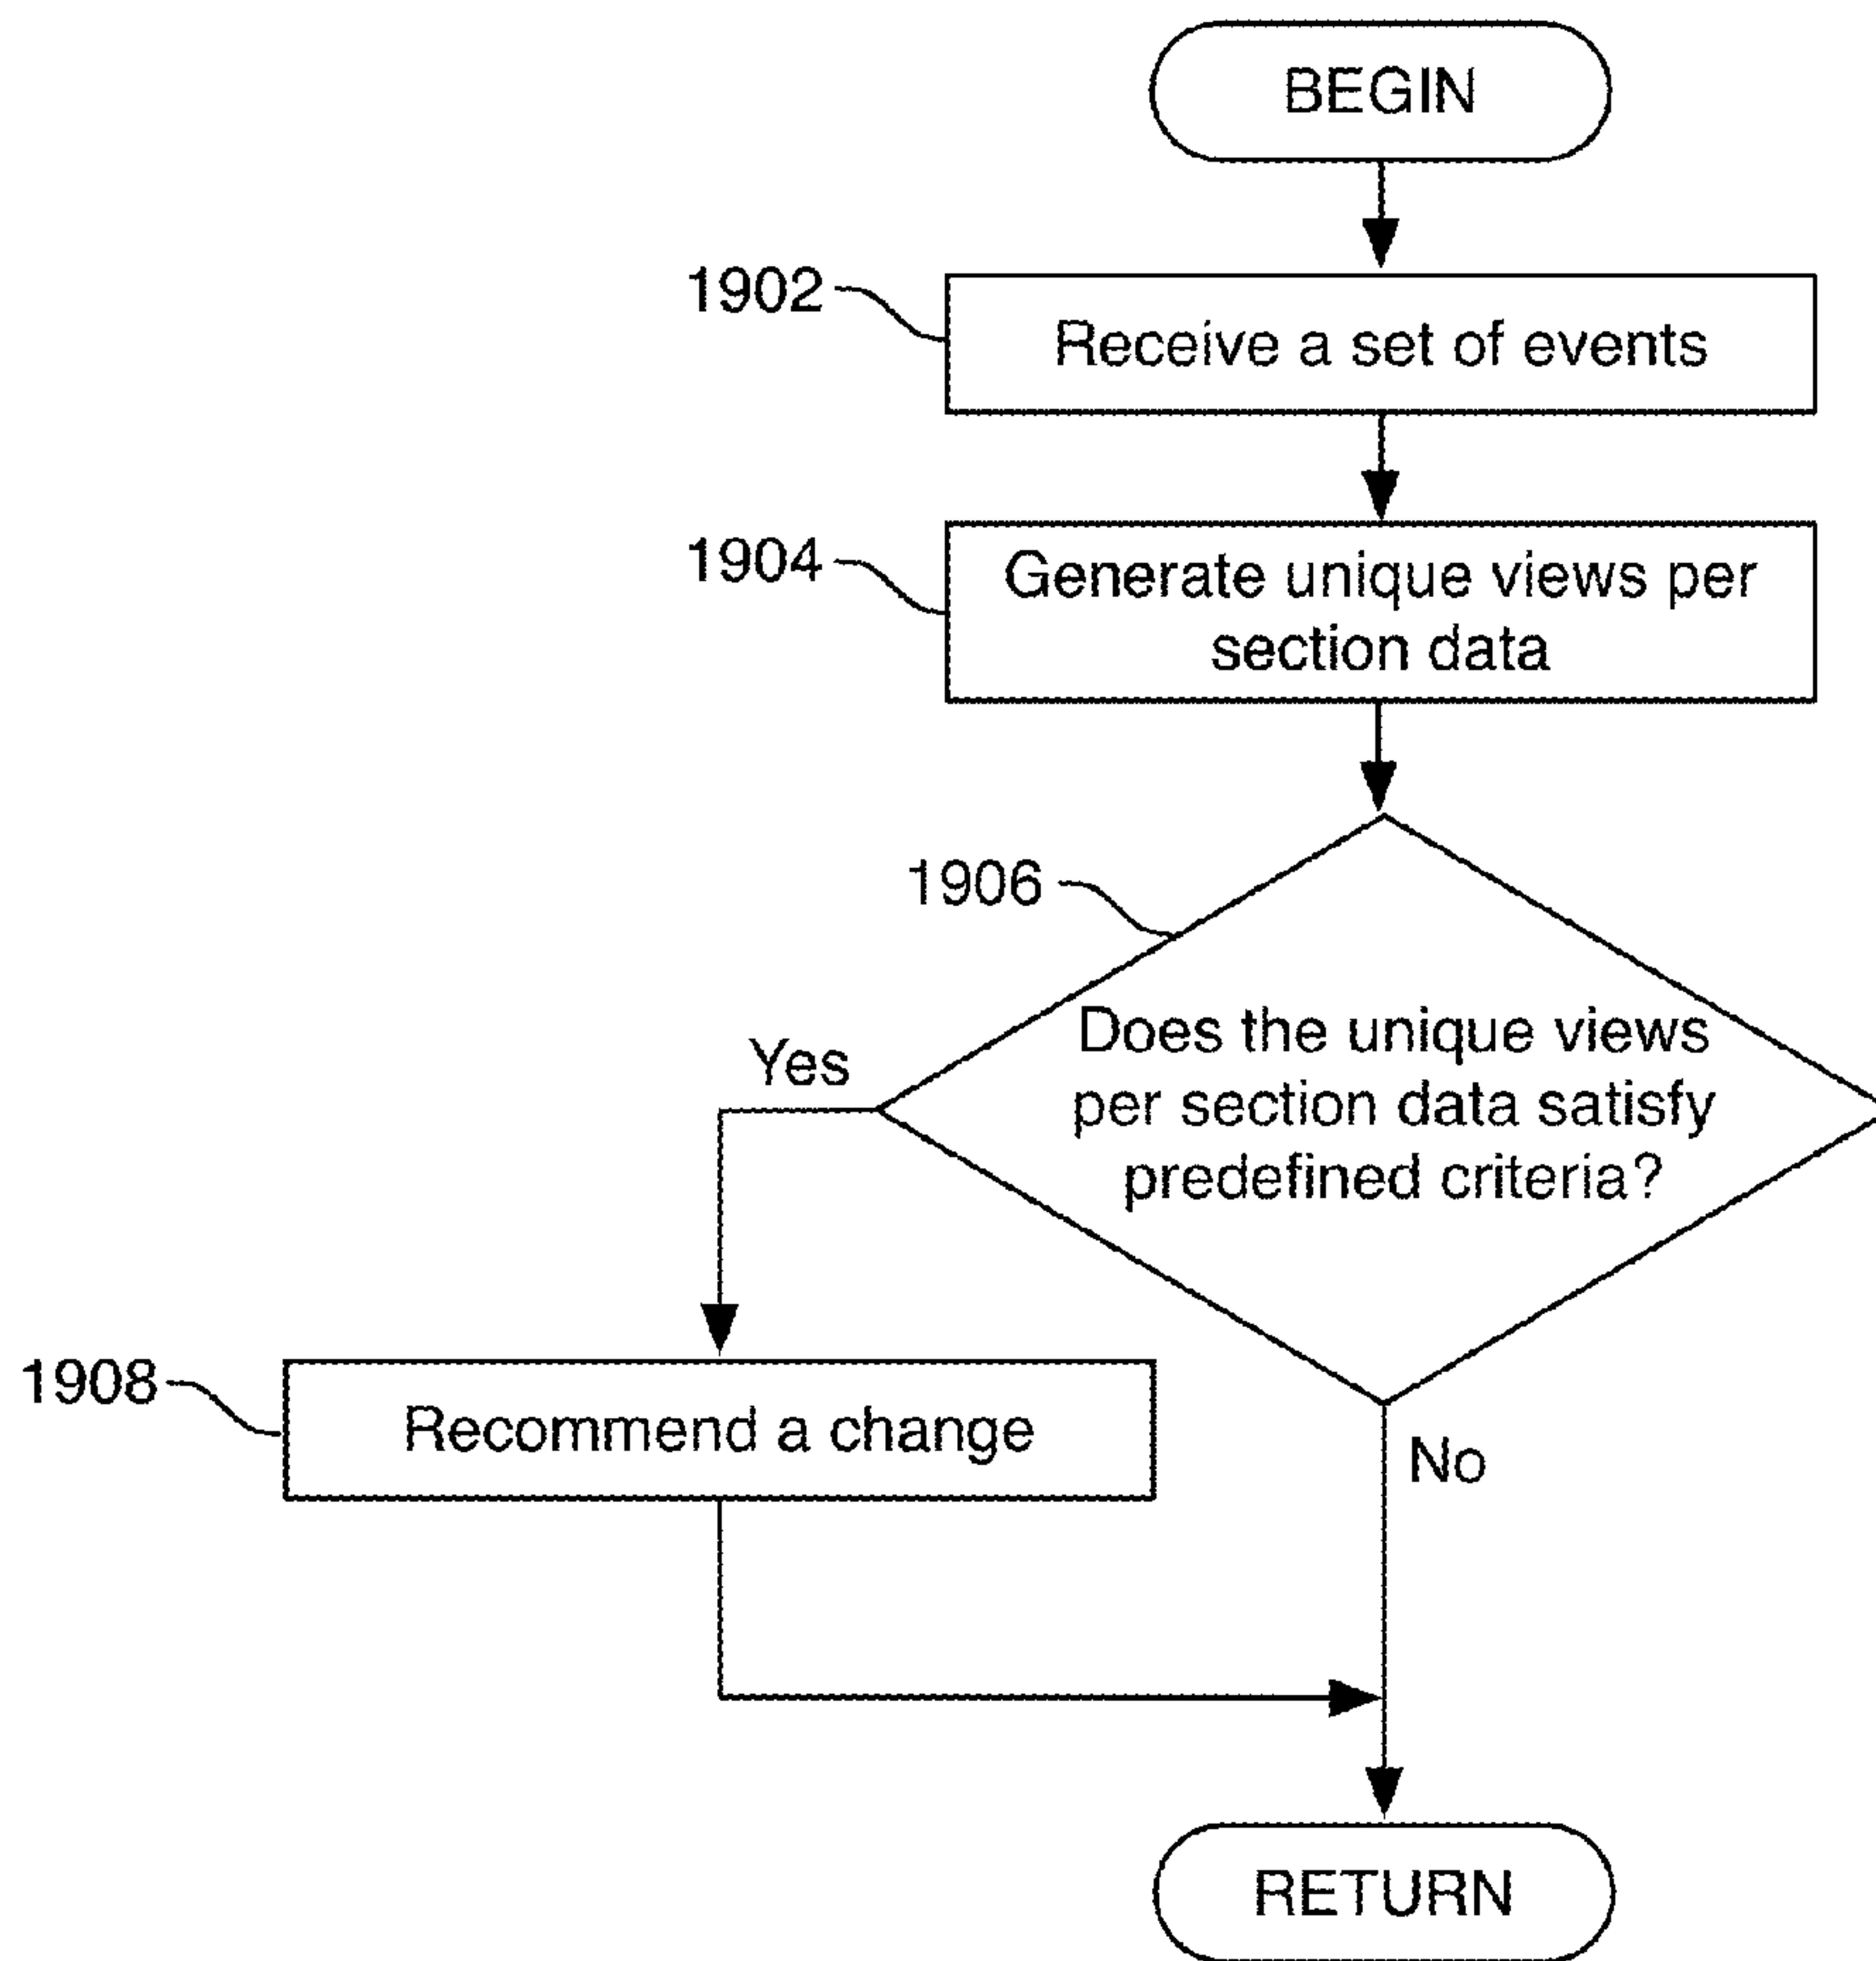 BEGIN
1902
Receive a set of events
1904
Generate unique views per
section data
1906
Does the unique views
per section data satisfy
predefined criteria?
Yes
1908
Recommend a change
No
RETURN